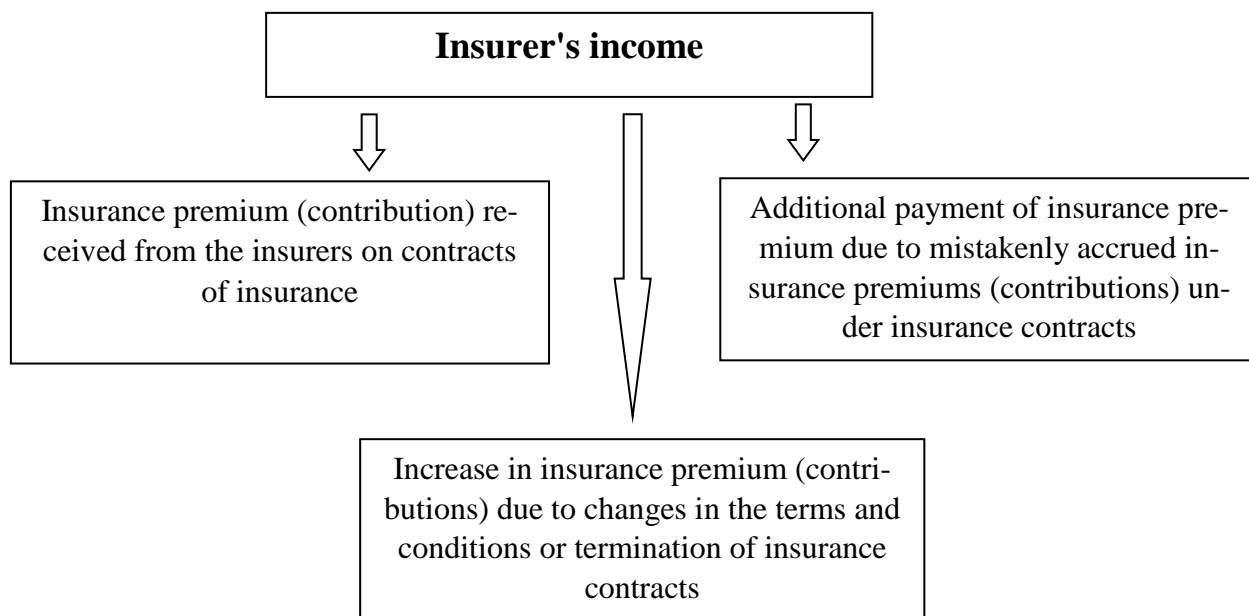 Insurer's income
Insurance premium (contribution) re-
ceived from the insurers on contracts
of insurance
Additional payment of insurance pre-
mium due to mistakenly accrued in-
surance premiums (contributions) un-
der insurance contracts
Increase in insurance premium (contri-
butions) due to changes in the terms and
conditions or termination of insurance
contracts